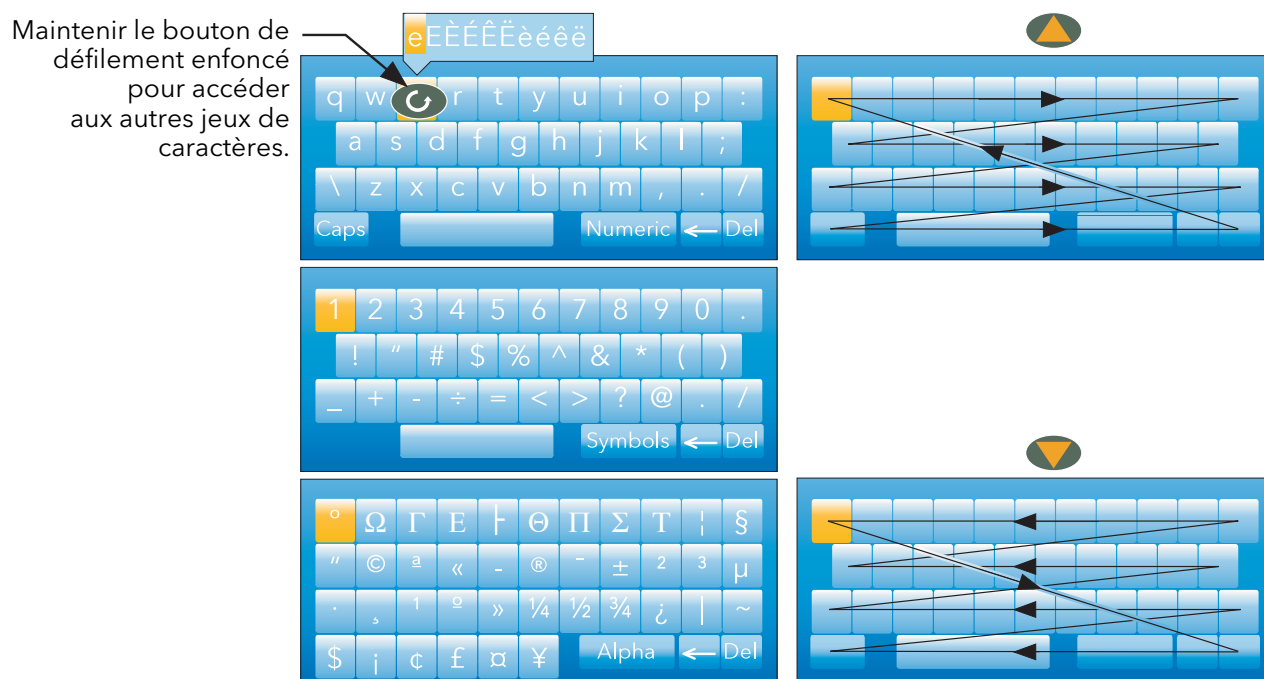 Maintenir le bouton de
défilement enfoncé
pour accéder
aux autres jeux de
caractères.
eEÈÉÊËèéêë
q w r t y u i o p :
a s d f g h j k l ;
\ z x c v b n m , . /
Caps Numeric ← Del
1 2 3 4 5 6 7 8 9 0 .
! " # $ % ^ & * ( )
_ + - ÷ = < > ? @ . /
Symbols ← Del
° Ω Γ Ε ├ Θ Π Σ Τ ¦ §
" © ª « - ® ¯ ± ² ³ µ
· ¸ ¹ º » ¼ ½ ¾ ¿ | ~
$ ¡ ¢ £ ¤ ¥ Alpha ← Del